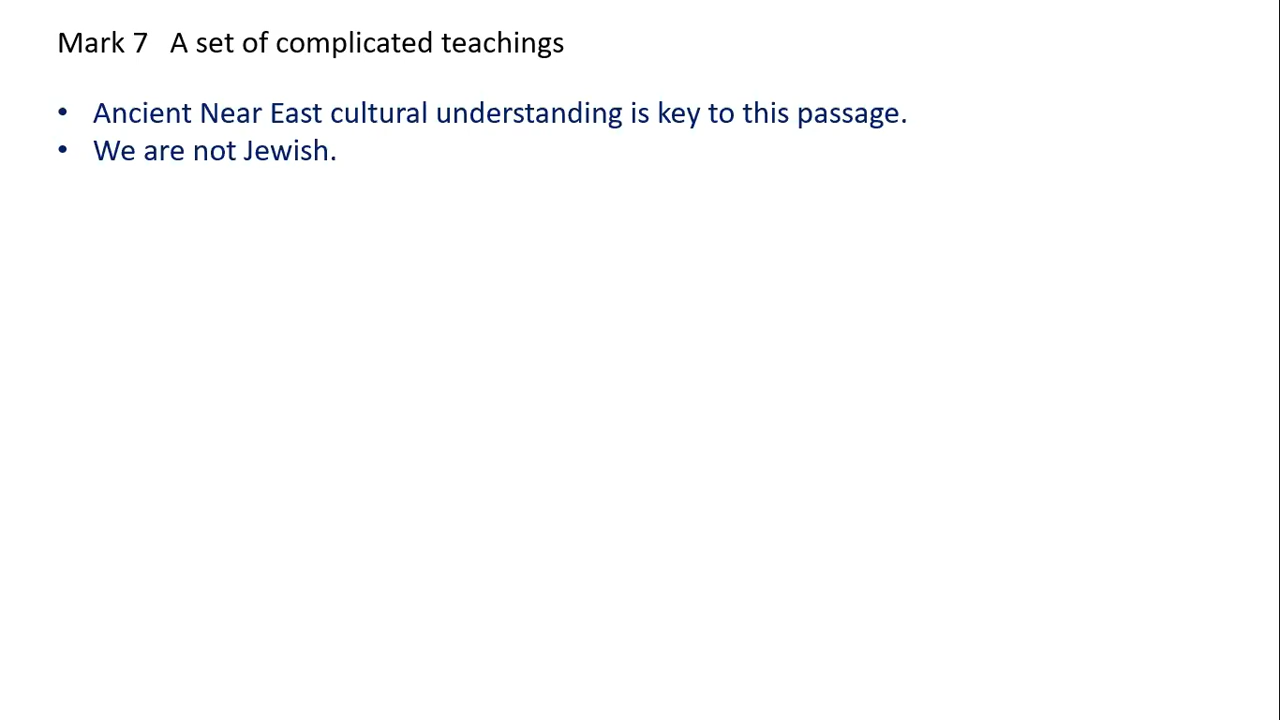 Mark 7   A set of complicated teachings
• Ancient Near East cultural understanding is key to this passage.
• We are not Jewish.